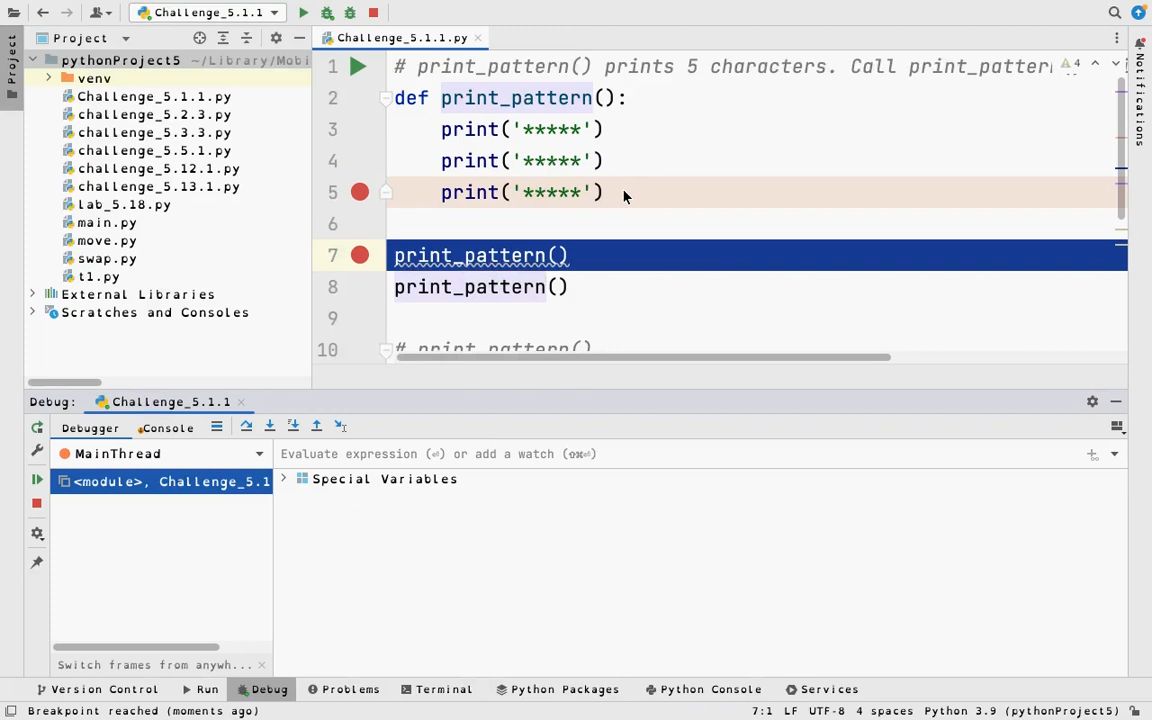 Challenge_5.1.1
Project
Challenge_5.1.1.py
Project
Notifications
pythonProject5 ~/Library/Mobi
venv
Challenge_5.1.1.py
challenge_5.2.3.py
challenge_5.3.3.py
challenge_5.5.1.py
challenge_5.12.1.py
challenge_5.13.1.py
lab_5.18.py
main.py
move.py
swap.py
t1.py
External Libraries
Scratches and Consoles
1 # print_pattern() prints 5 characters. Call print_patter
4
2 def print_pattern():
3 print('*****')
4 print('*****')
5 print('*****')
6
7 print_pattern()
8 print_pattern()
9
10 # print_pattern()
Debug: Challenge_5.1.1
Debugger Console
MainThread
Evaluate expression (⏎) or add a watch (⇧⌘⏎)
<module>, Challenge_5.1
Special Variables
Switch frames from anywh...
Version Control Run Debug Problems Terminal Python Packages Python Console Services
Breakpoint reached (moments ago) 7:1 LF UTF-8 4 spaces Python 3.9 (pythonProject5)